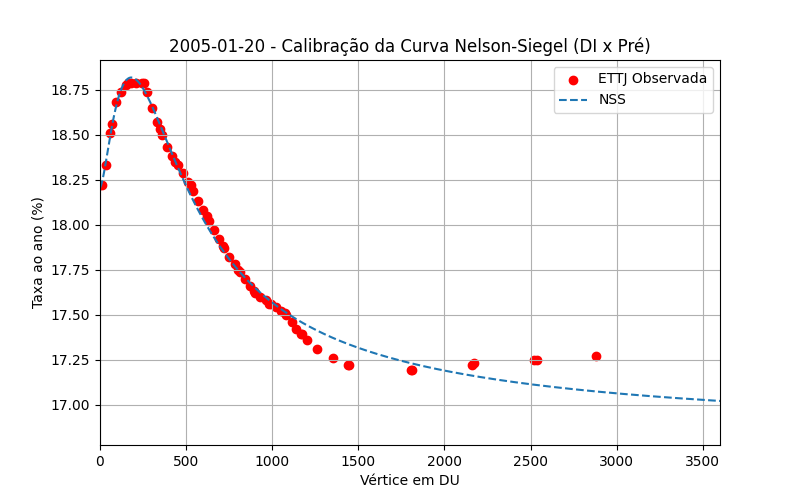 2005-01-20 - Calibração da Curva Nelson-Siegel (DI x Pré)
ETTJ Observada
NSS
Taxa ao ano (%)
18.75
18.50
18.25
18.00
17.75
17.50
17.25
17.00
0 500 1000 1500 2000 2500 3000 3500
Vértice em DU